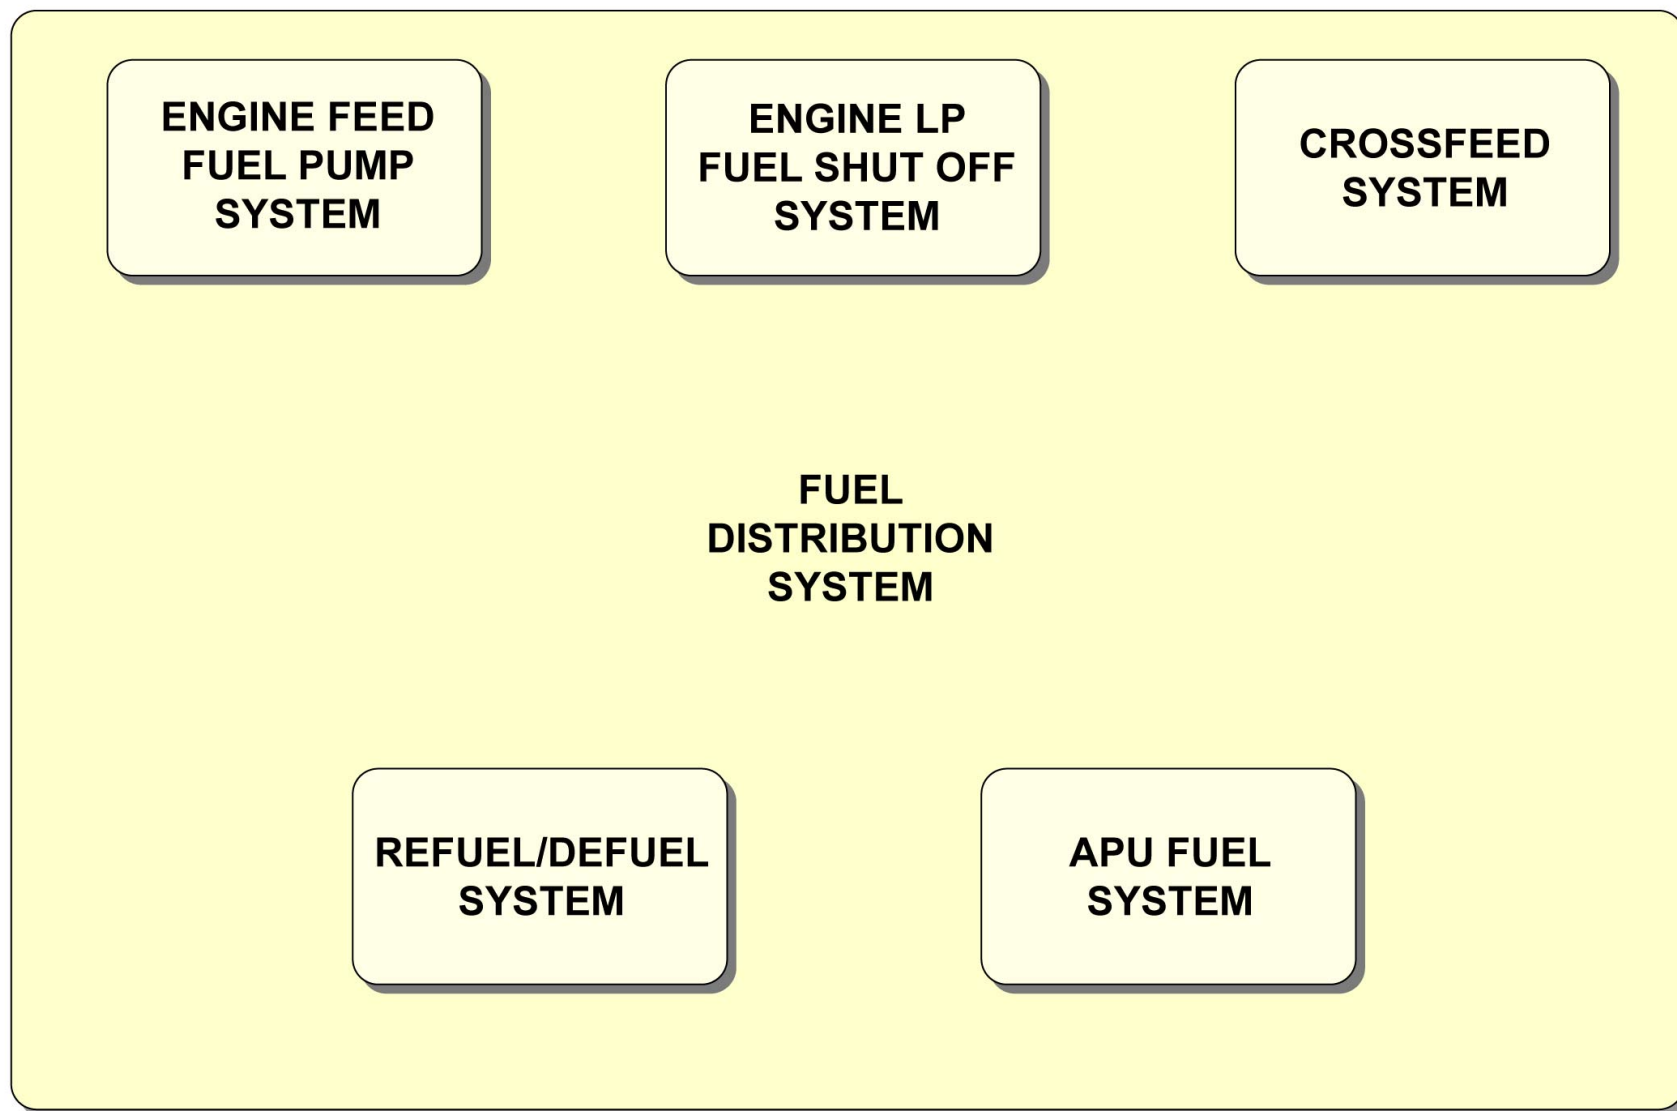 ENGINE FEED
FUEL PUMP
SYSTEM
ENGINE LP
FUEL SHUT OFF
SYSTEM
CROSSFEED
SYSTEM
FUEL
DISTRIBUTION
SYSTEM
REFUEL/DEFUEL
SYSTEM
APU FUEL
SYSTEM